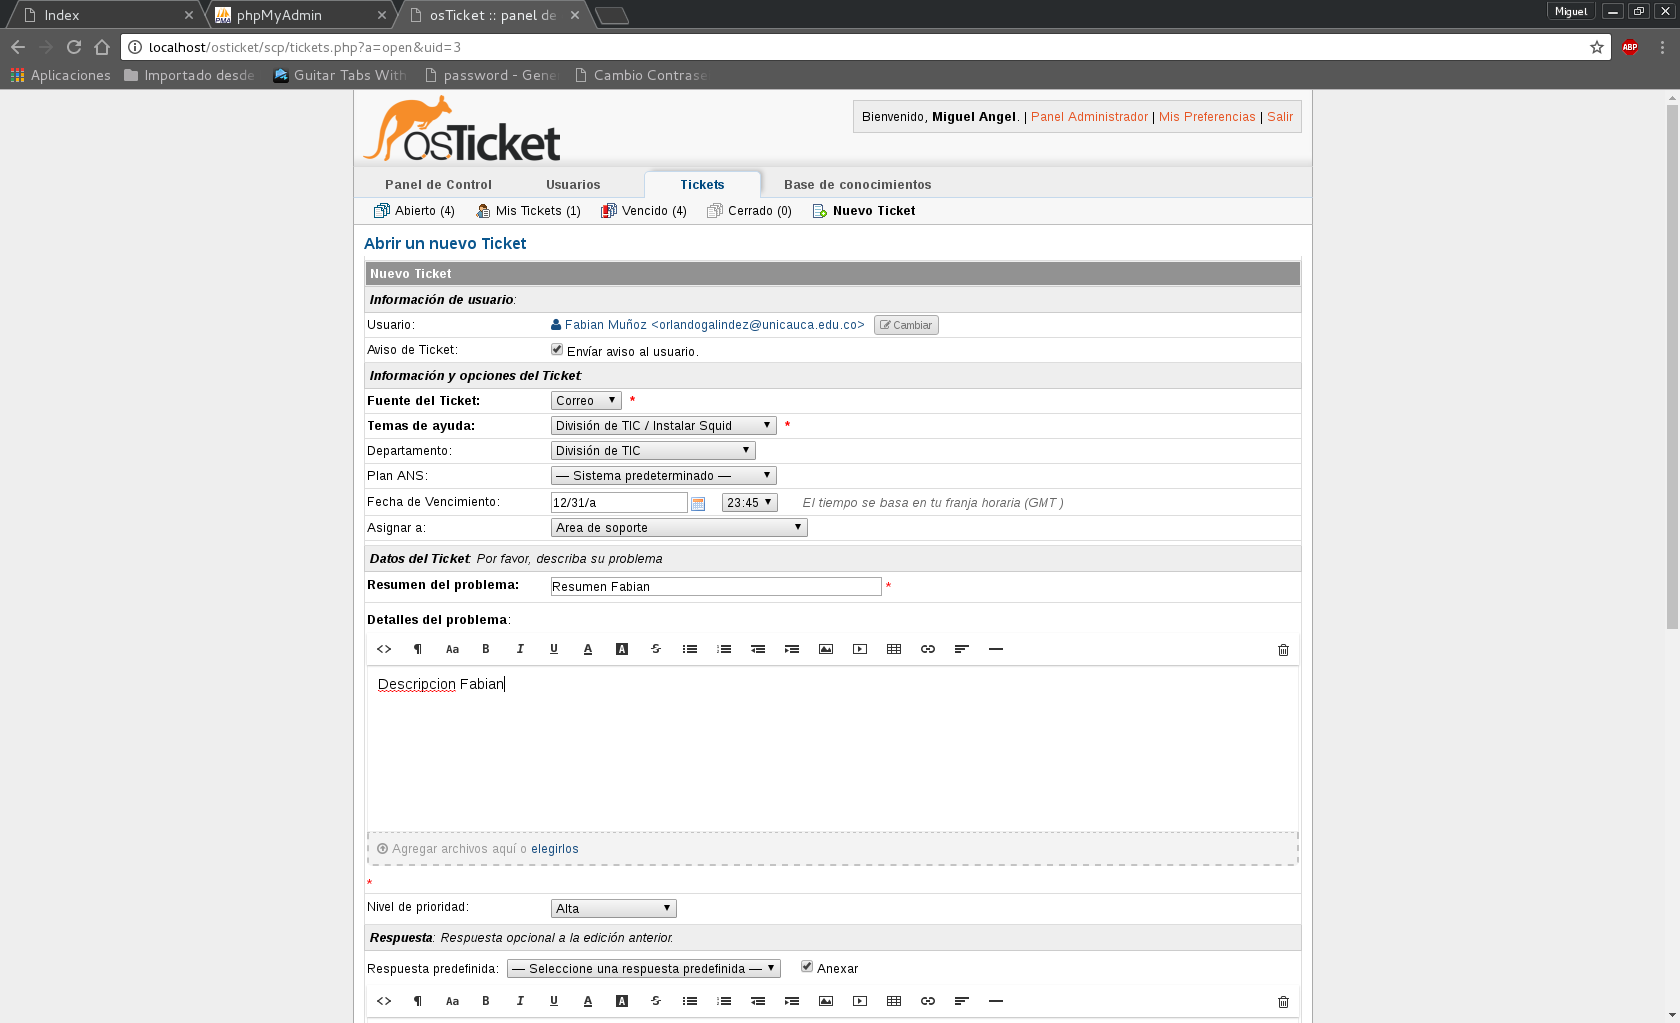 Index
phpMyAdmin
osTicket :: panel de
Miguel
localhost/osticket/scp/tickets.php?a=open&uid=3
ABP
Aplicaciones
Importado desde
Guitar Tabs With
password - Gene
Cambio Contrase
osTicket
Bienvenido, Miguel Angel. | Panel Administrador | Mis Preferencias | Salir
Panel de Control
Usuarios
Tickets
Base de conocimientos
Abierto (4)
Mis Tickets (1)
Vencido (4)
Cerrado (0)
Nuevo Ticket
Abrir un nuevo Ticket
Nuevo Ticket
Información de usuario:
Usuario: Fabian Muñoz <orlandogalindez@unicauca.edu.co> Cambiar
Aviso de Ticket: Envíar aviso al usuario.
Información y opciones del Ticket:
Fuente del Ticket: Correo *
Temas de ayuda: División de TIC / Instalar Squid *
Departamento: División de TIC
Plan ANS: — Sistema predeterminado —
Fecha de Vencimiento: 12/31/a 23:45 El tiempo se basa en tu franja horaria (GMT )
Asignar a: Area de soporte
Datos del Ticket: Por favor, describa su problema
Resumen del problema: Resumen Fabian *
Detalles del problema:
<> ¶ Aa B I U A A S
Descripcion Fabian
Agregar archivos aquí o elegirlos
*
Nivel de prioridad: Alta
Respuesta: Respuesta opcional a la edición anterior.
Respuesta predefinida: — Seleccione una respuesta predefinida — Anexar
<> ¶ Aa B I U A A S